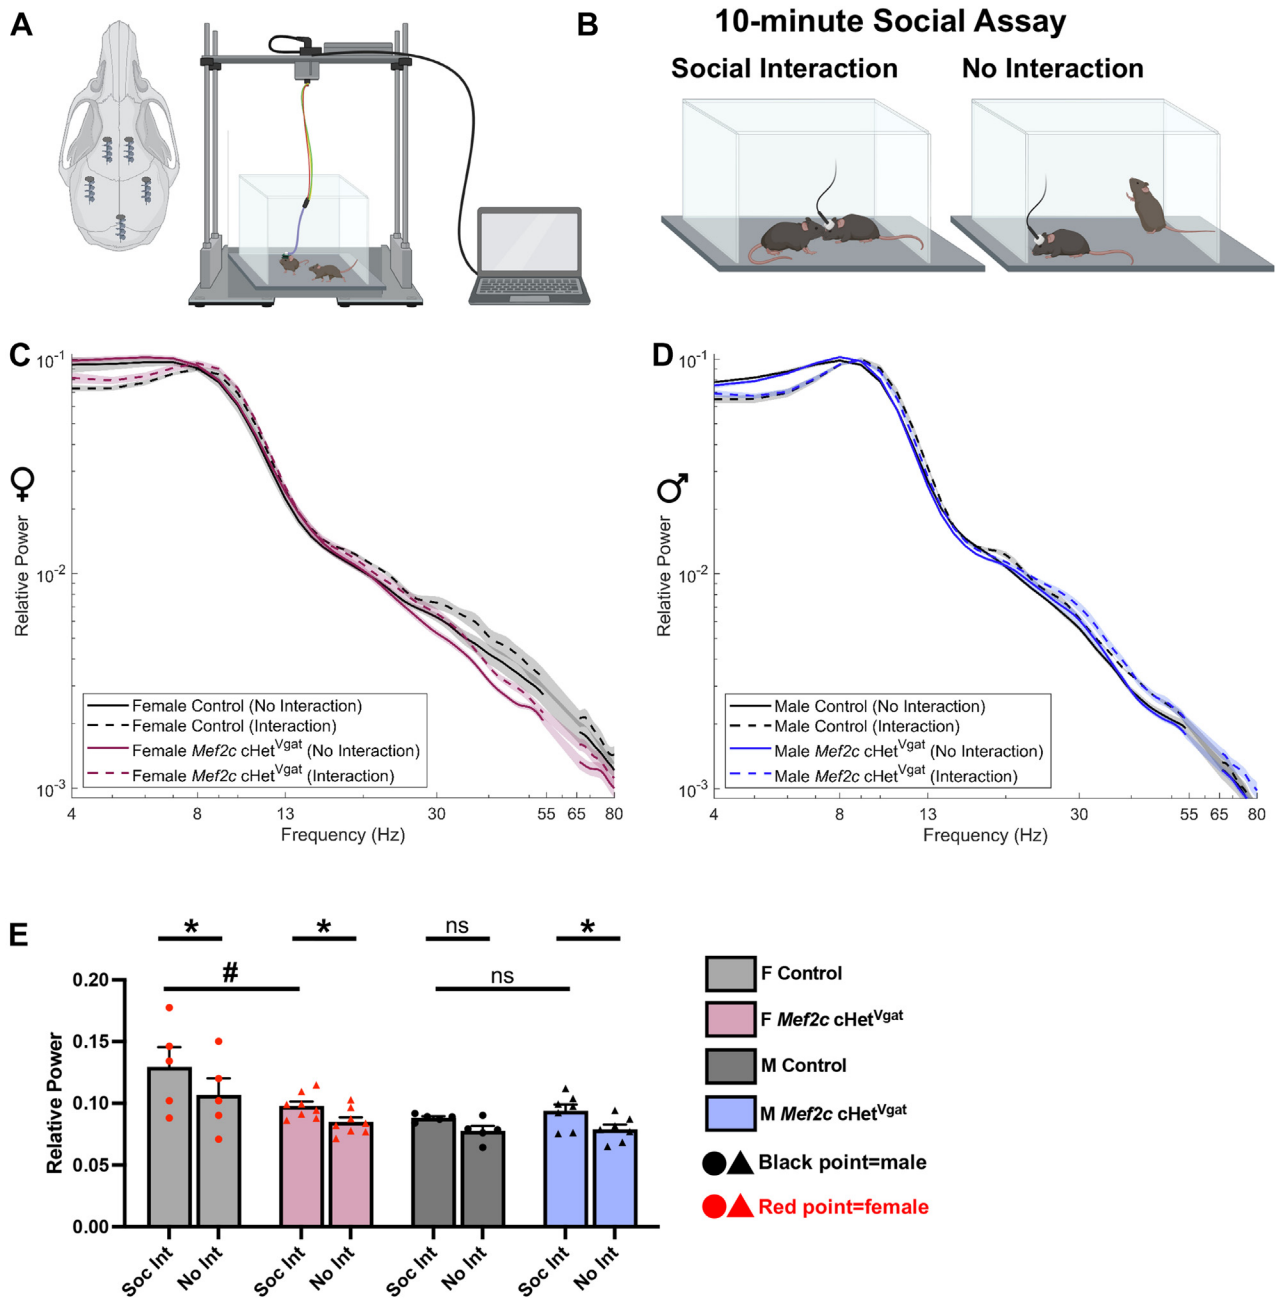 A
B
10-minute Social Assay
Social Interaction
No Interaction
C
10⁻¹
♀
Relative Power
10⁻²
10⁻³
Female Control (No Interaction)
Female Control (Interaction)
Female Mef2c cHet^Vgat (No Interaction)
Female Mef2c cHet^Vgat (Interaction)
4 8 13 30 55 65 80
Frequency (Hz)
D
10⁻¹
♂
Relative Power
10⁻²
10⁻³
Male Control (No Interaction)
Male Control (Interaction)
Male Mef2c cHet^Vgat (No Interaction)
Male Mef2c cHet^Vgat (Interaction)
4 8 13 30 55 65 80
Frequency (Hz)
E
* * ns *
# ns
Relative Power
0.20
0.15
0.10
0.05
0.00
Soc Int No Int Soc Int No Int Soc Int No Int Soc Int No Int
F Control
F Mef2c cHet^Vgat
M Control
M Mef2c cHet^Vgat
Black point=male
Red point=female